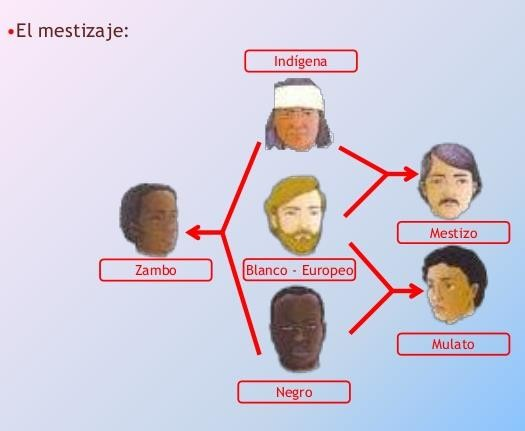 •El mestizaje:
Indígena
Mestizo
Zambo
Blanco - Europeo
Mulato
Negro